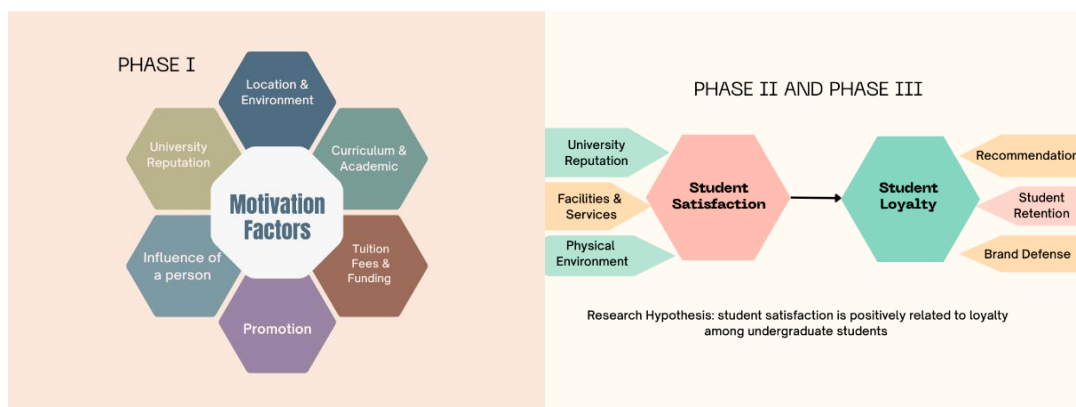 PHASE I
Location &
Environment
University
Reputation
Curriculum &
Academic
Motivation
Factors
Influence of
a person
Tuition
Fees &
Funding
Promotion
PHASE II AND PHASE III
University
Reputation
Facilities &
Services
Physical
Environment
Student
Satisfaction
Student
Loyalty
Recommendation
Student
Retention
Brand Defense
Research Hypothesis: student satisfaction is positively related to loyalty
among undergraduate students